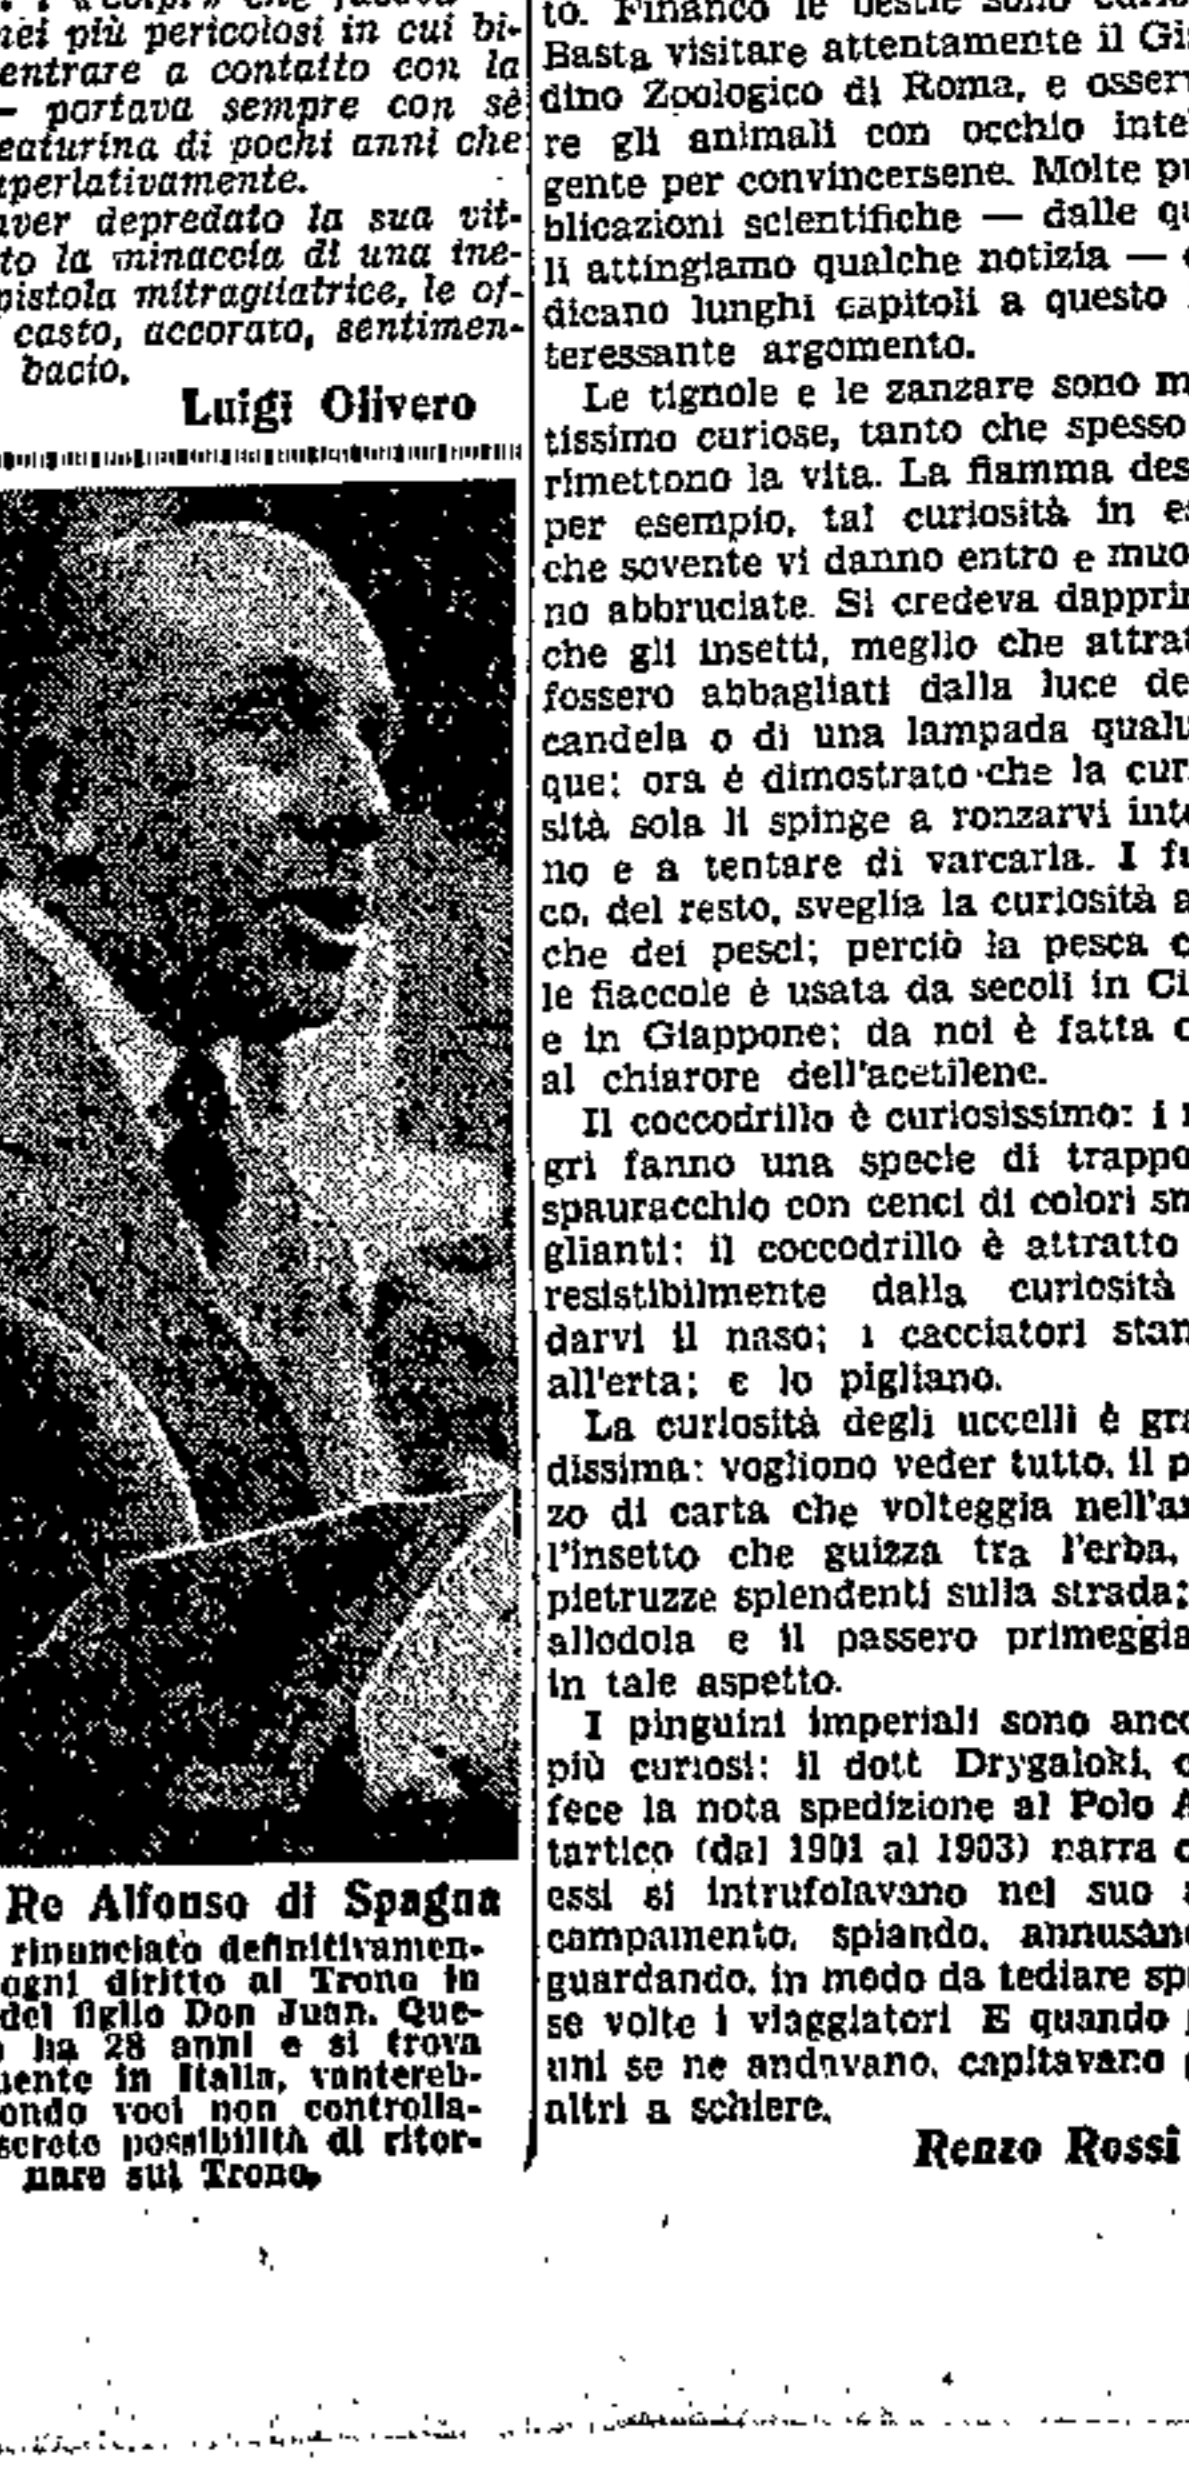 nei più pericolosi in cui bi-
entrare a contatto con la
— portava sempre con sè
eaturina di pochi anni che
uperlativamente.
aver depredato la sua vit-
to la minaccia di una ine-
pistola mitragliatrice, le of-
casto, accorato, sentimen-
bacio.
Luigi Olivero
Re Alfonso di Spagna
rinunciato definitivamen-
ogni diritto al Trono in
del figlio Don Juan. Que-
ha 28 anni e si trova
uente in Italia, vantereb-
ondo voci non controlla-
screte possibilità di ritor-
nare sul Trono.
to. Financo le bestie sono
Basta visitare attentamente il Gi
dino Zoologico di Roma, e osser
re gli animali con occhio inte
gente per convincersene. Molte p
blicazioni scientifiche — dalle qu
li attingiamo qualche notizia —
dicano lunghi capitoli a questo
teressante argomento.
Le tignole e le zanzare sono m
tissimo curiose, tanto che spesso
rimettono la vita. La fiamma des
per esempio, tal curiosità in es
che sovente vi danno entro e muo
no abbruciate. Si credeva dapprin
che gli insetti, meglio che attrat
fossero abbagliati dalla luce de
candela o di una lampada qualu
que; ora è dimostrato che la cur
sità sola li spinge a ronzarvi into
no e a tentare di varcarla. I fu
co, del resto, sveglia la curiosità a
che dei pesci; perciò la pesca c
le fiaccole è usata da secoli in Ci
e in Giappone; da noi è fatta c
al chiarore dell'acetilene.
Il coccodrillo è curiosissimo: i
gri fanno una specie di trappo
spauracchio con cenci di colori sm
glianti; il coccodrillo è attratto
resistibilmente dalla curiosità
darvi il naso; i cacciatori stan
all'erta; e lo pigliano.
La curiosità degli uccelli è gra
dissima: vogliono veder tutto, il p
zo di carta che volteggia nell'ar
l'insetto che guizza tra l'erba,
pietruzze splendenti sulla strada;
allodola e il passero primeggia
in tale aspetto.
I pinguini imperiali sono anco
più curiosi: il dott Drygaloki, c
fece la nota spedizione al Polo A
tartico (dal 1901 al 1903) narra c
essi si intrufolavano nel suo a
campamento, spiando, annusan
guardando, in modo da tediare sp
se volte i viaggiatori E quando
uni se ne andavano, capitavano
altri a schiere.
Renzo Rossi